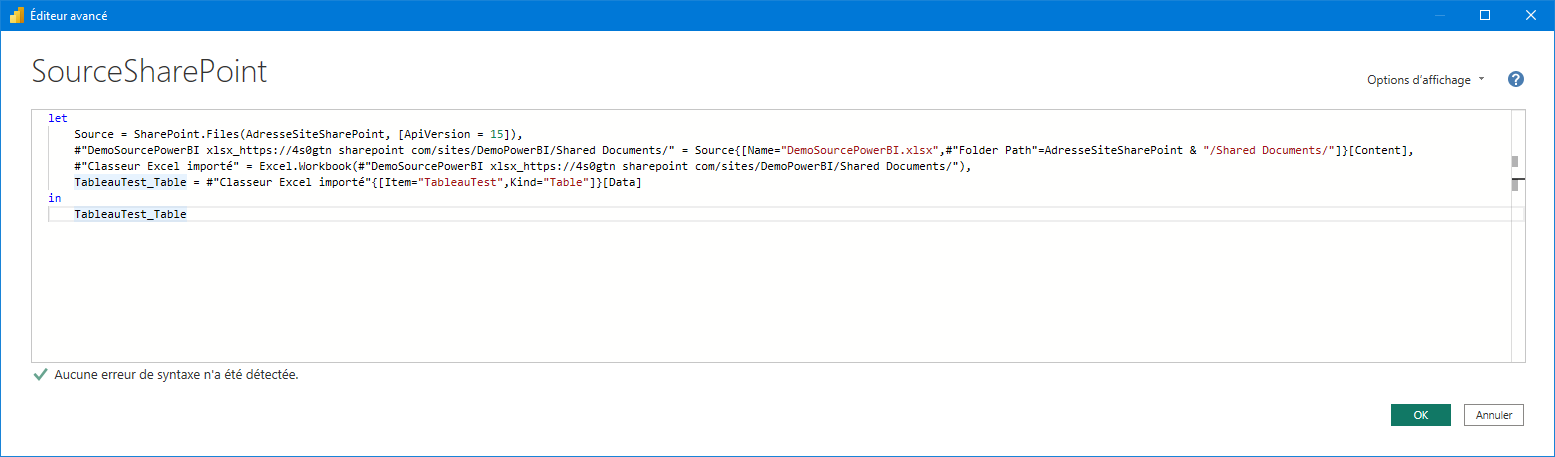 Éditeur avancé
SourceSharePoint
Options d'affichage
?
let
Source = SharePoint.Files(AdresseSiteSharePoint, [ApiVersion = 15]),
#"DemoSourcePowerBI xlsx_https://4s0gtn sharepoint com/sites/DemoPowerBI/Shared Documents/" = Source{[Name="DemoSourcePowerBI.xlsx",#"Folder Path"=AdresseSiteSharePoint & "/Shared Documents/"]}[Content],
#"Classeur Excel importé" = Excel.Workbook(#"DemoSourcePowerBI xlsx_https://4s0gtn sharepoint com/sites/DemoPowerBI/Shared Documents/"),
TableauTest_Table = #"Classeur Excel importé"{[Item="TableauTest",Kind="Table"]}[Data]
in
TableauTest_Table
Aucune erreur de syntaxe n'a été détectée.
OK
Annuler